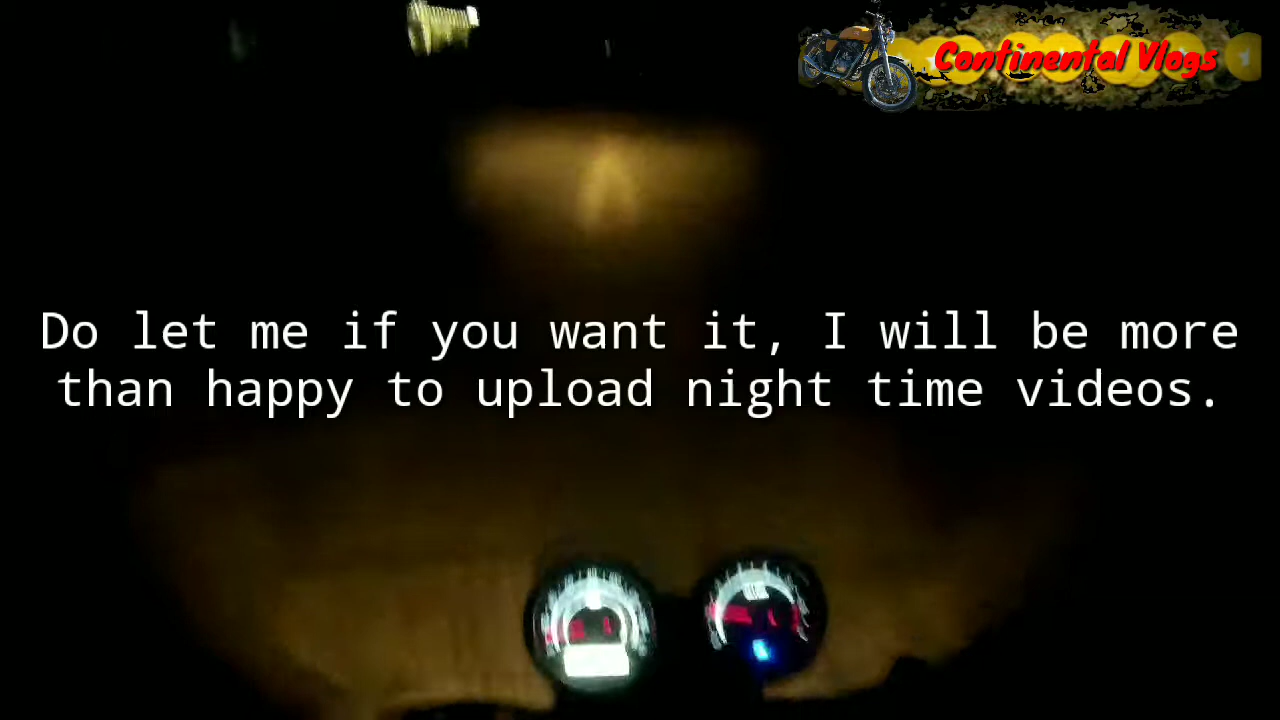 Continental Vlogs
Do let me if you want it, I will be more
than happy to upload night time videos.